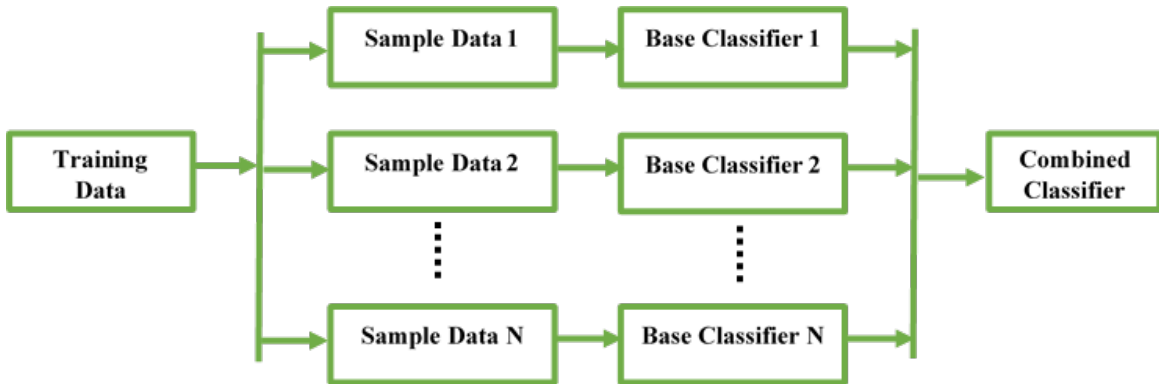 Sample Data 1
Base Classifier 1
Training
Data
Sample Data 2
Base Classifier 2
Combined
Classifier
Sample Data N
Base Classifier N